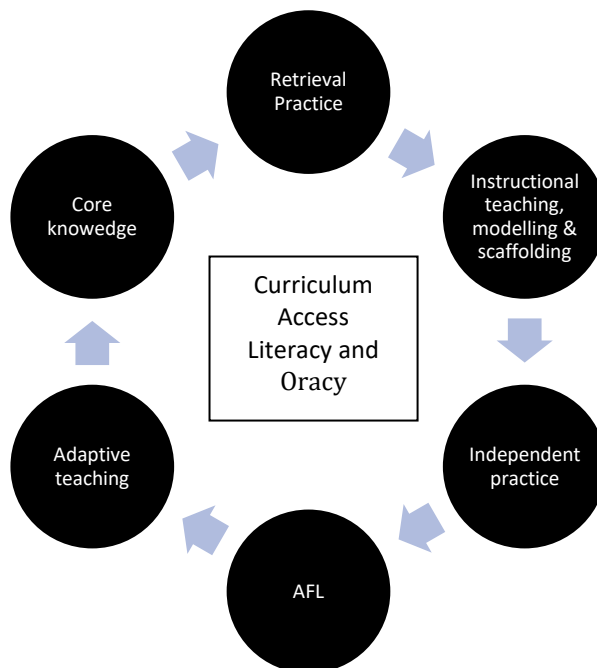 Retrieval
Practice
Instructional
teaching,
modelling &
scaffolding
Independent
practice
AFL
Adaptive
teaching
Core
knowedge
Curriculum
Access
Literacy and
Oracy